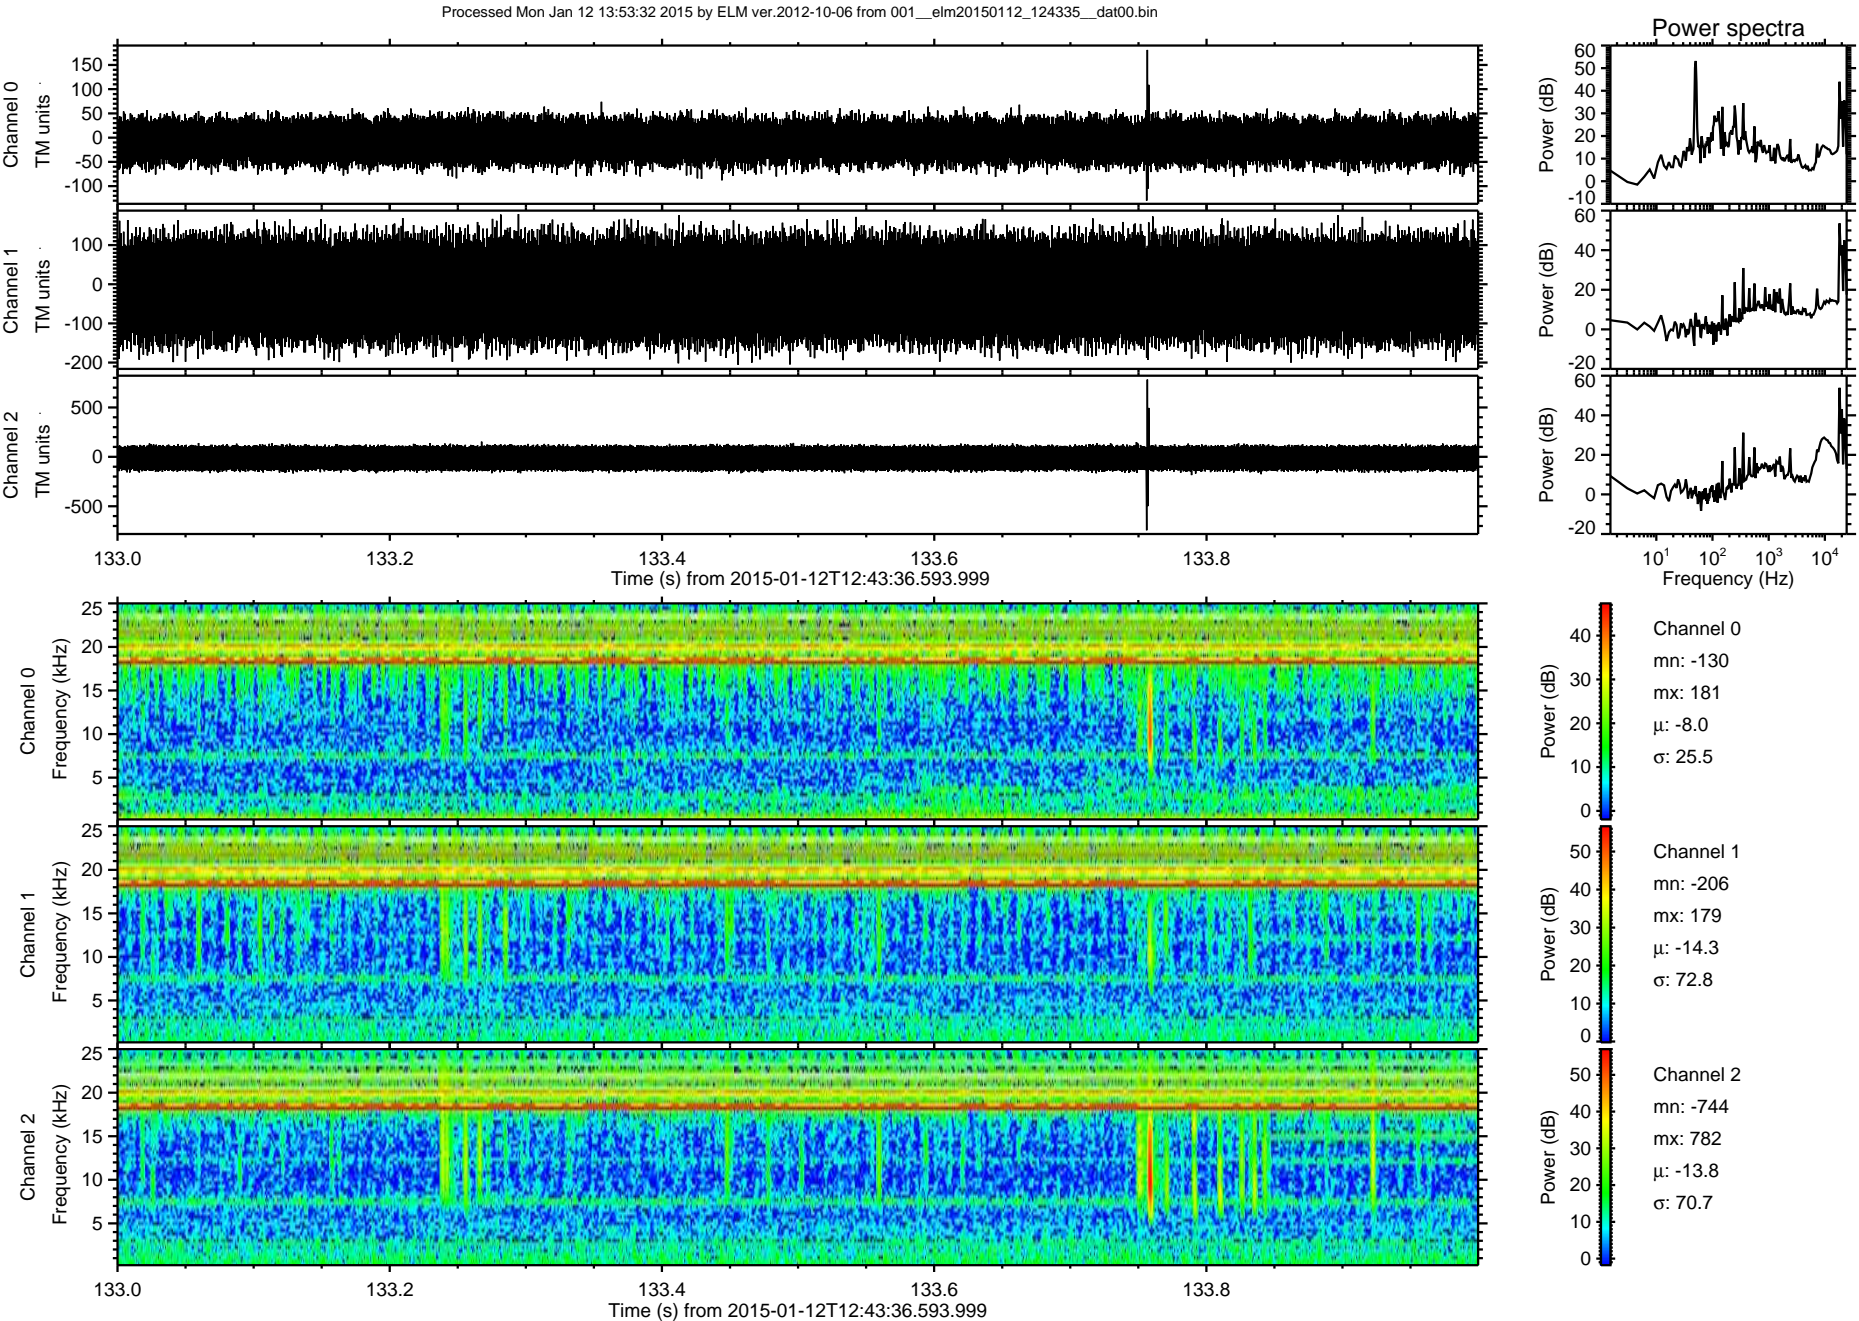 Processed Mon Jan 12 13:53:32 2015 by ELM ver.2012-10-06 from 001__elm20150112_124335__dat00.bin
Power spectra
Channel 0
TM units
150
100
50
0
-50
-100
Power (dB)
60
50
40
30
20
10
0
-10
Channel 1
TM units
100
0
-100
-200
Power (dB)
60
40
20
0
-20
Channel 2
TM units
500
0
-500
Power (dB)
60
40
20
0
-20
133.0 133.2 133.4 133.6 133.8
Time (s) from 2015-01-12T12:43:36.593.999
10¹ 10² 10³ 10⁴
Frequency (Hz)
Channel 0
Frequency (kHz)
25
20
15
10
5
Power (dB)
40
30
20
10
0
Channel 0
mn: -130
mx: 181
μ: -8.0
σ: 25.5
Channel 1
Frequency (kHz)
25
20
15
10
5
Power (dB)
50
40
30
20
10
0
Channel 1
mn: -206
mx: 179
μ: -14.3
σ: 72.8
Channel 2
Frequency (kHz)
25
20
15
10
5
Power (dB)
50
40
30
20
10
0
Channel 2
mn: -744
mx: 782
μ: -13.8
σ: 70.7
133.0 133.2 133.4 133.6 133.8
Time (s) from 2015-01-12T12:43:36.593.999